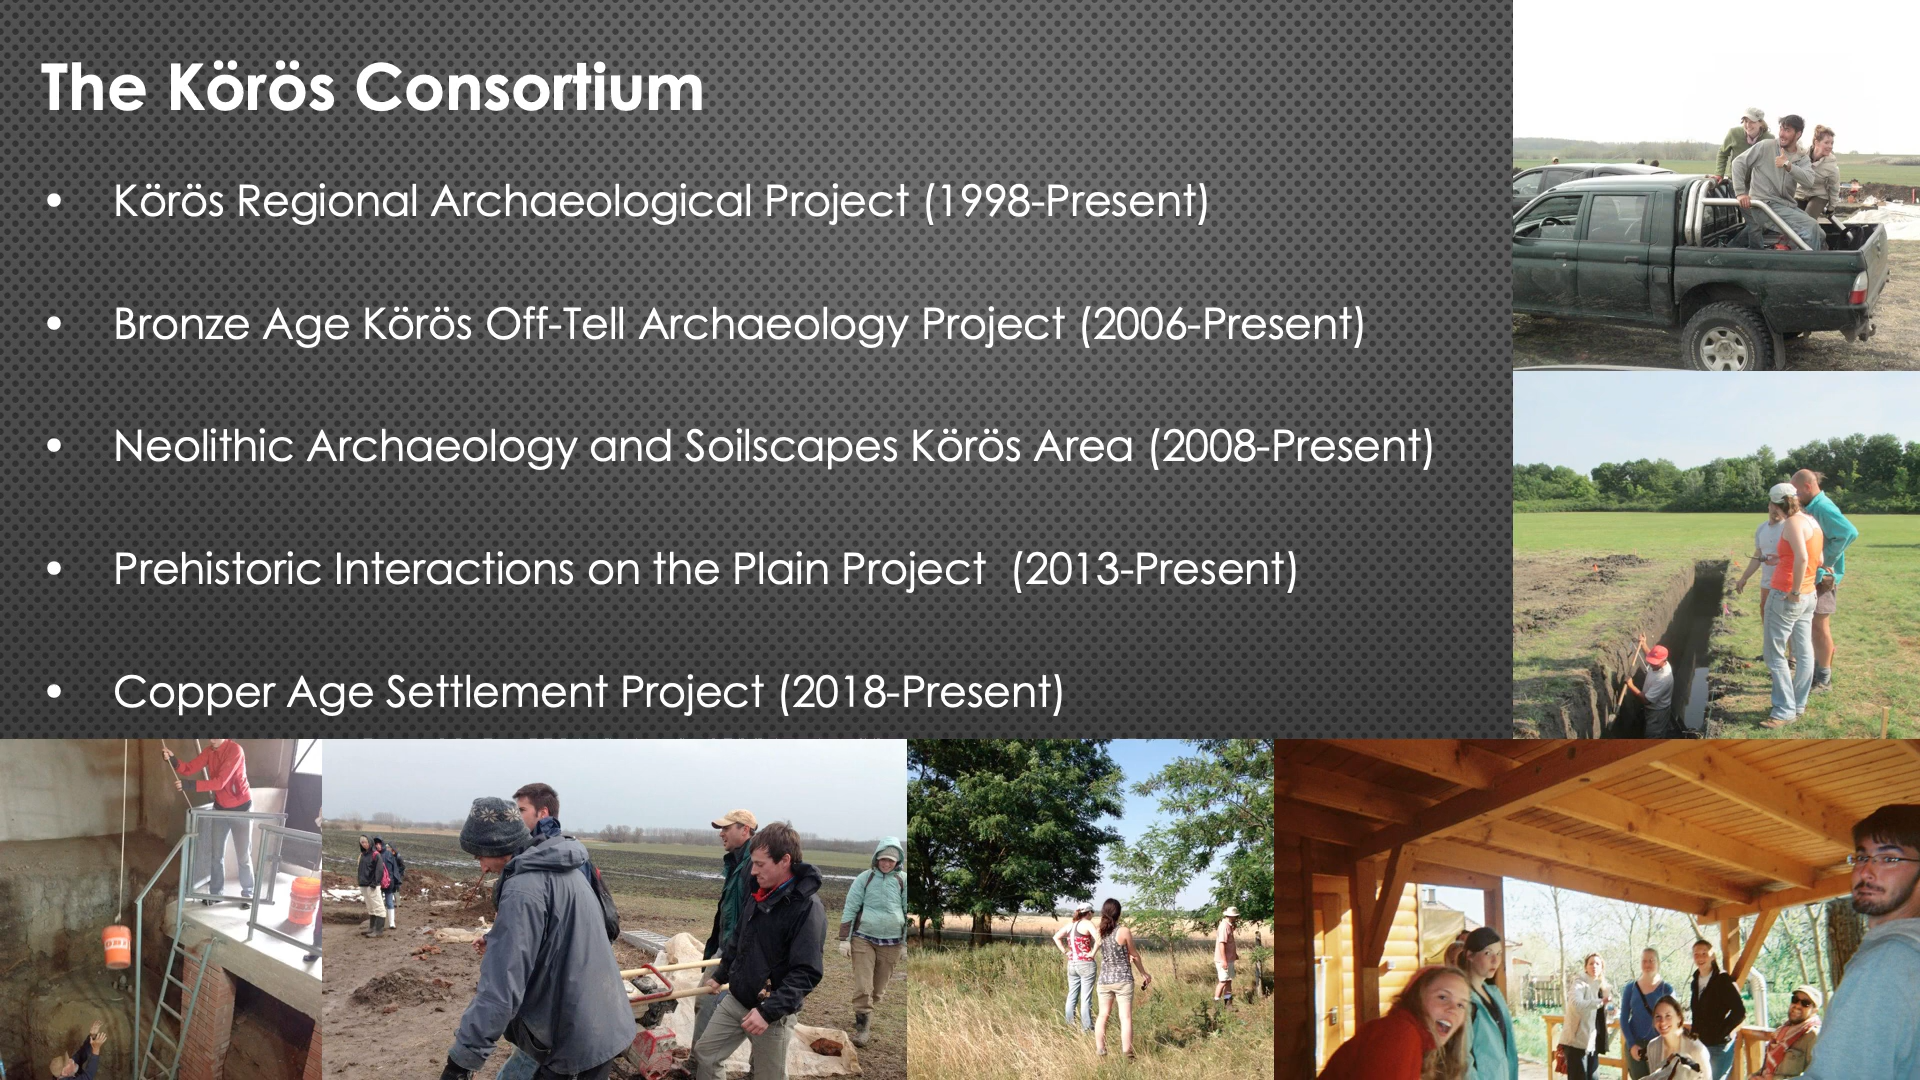 The Körös Consortium
• Körös Regional Archaeological Project (1998-Present)
• Bronze Age Körös Off-Tell Archaeology Project (2006-Present)
• Neolithic Archaeology and Soilscapes Körös Area (2008-Present)
• Prehistoric Interactions on the Plain Project (2013-Present)
• Copper Age Settlement Project (2018-Present)